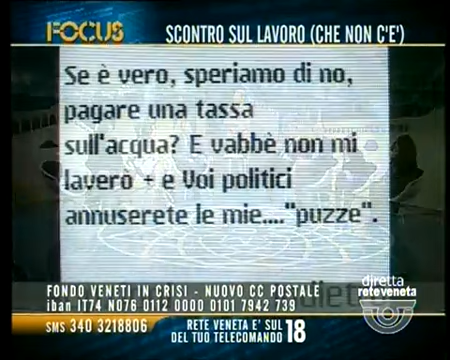 FOCUS
SCONTRO SUL LAVORO (CHE NON C'E')
Se è vero, speriamo di no,
pagare una tassa
sull'acqua? E vabbè non mi
lavero + e Voi politici
annuserete le mie...."puzze".
diretta
reteveneta
FONDO VENETI IN CRISI - NUOVO CC POSTALE
iban IT74 N076 0112 0000 0101 7942 739
SMS 340 3218806
RETE VENETA E' SUL
DEL TUO TELECOMANDO 18